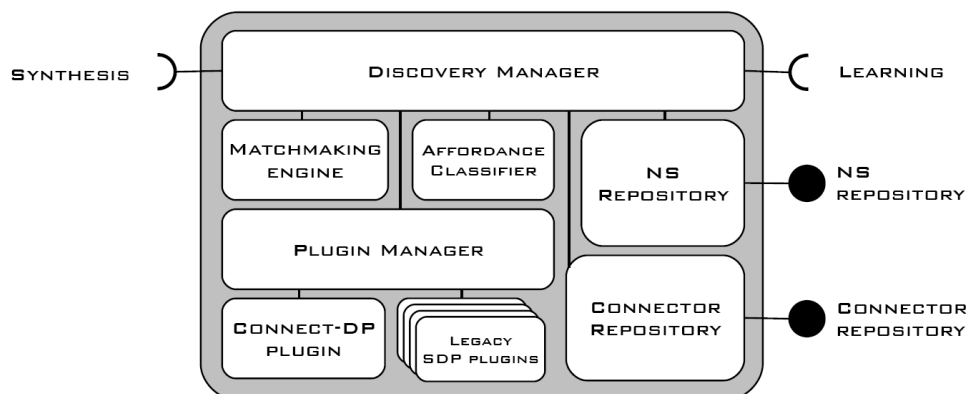 SYNTHESIS
DISCOVERY MANAGER
LEARNING
MATCHMAKING
ENGINE
AFFORDANCE
CLASSIFIER
NS
REPOSITORY
NS
REPOSITORY
PLUGIN MANAGER
CONNECTOR
REPOSITORY
CONNECTOR
REPOSITORY
CONNECT-DP
PLUGIN
LEGACY
SDP PLUGINS